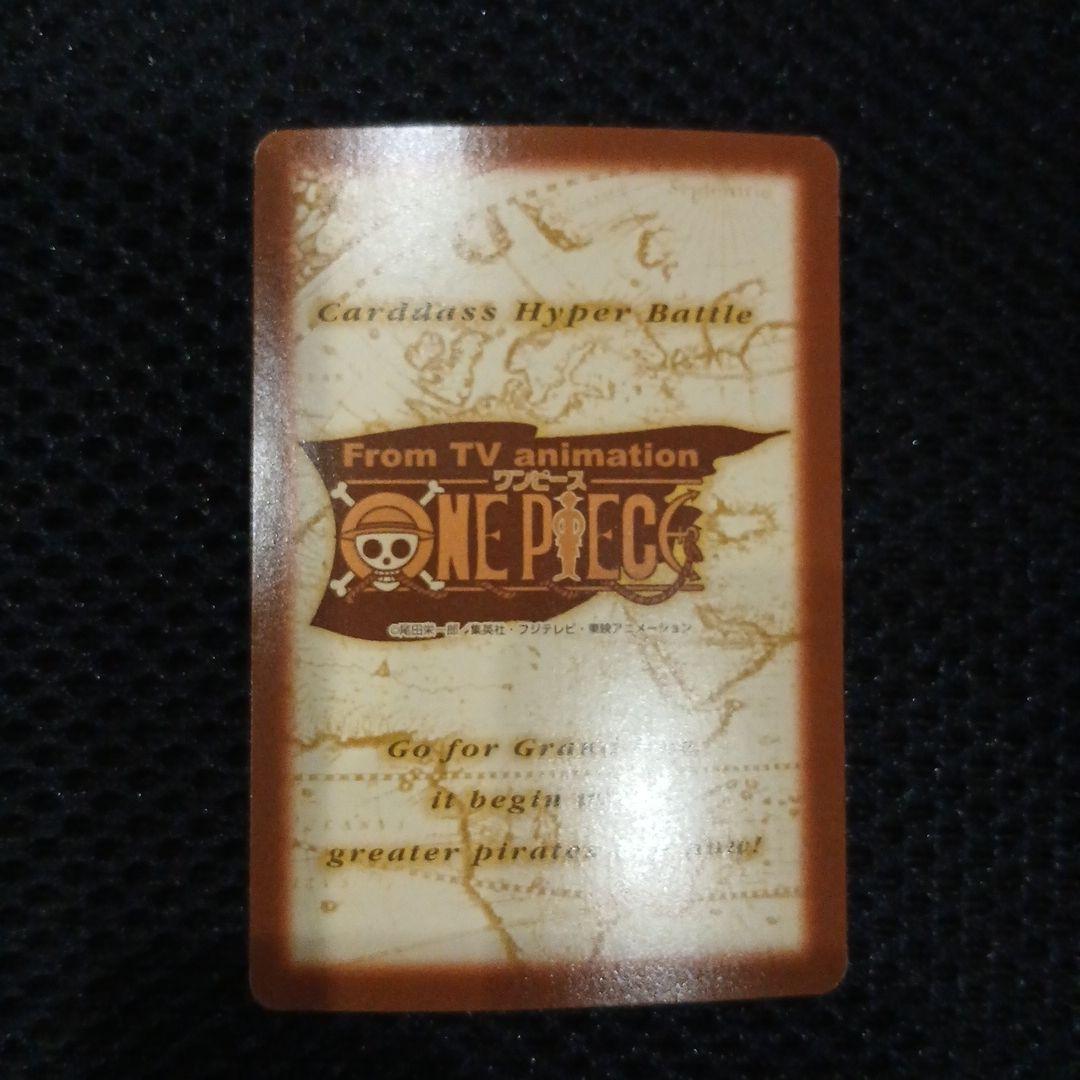 Septentrio
Carddass Hyper Battle
From TV animation
ワンピース
ONE PIECE
©尾田栄一郎／集英社・フジテレビ・東映アニメーション
Go for Grand
it begin
greater pirates